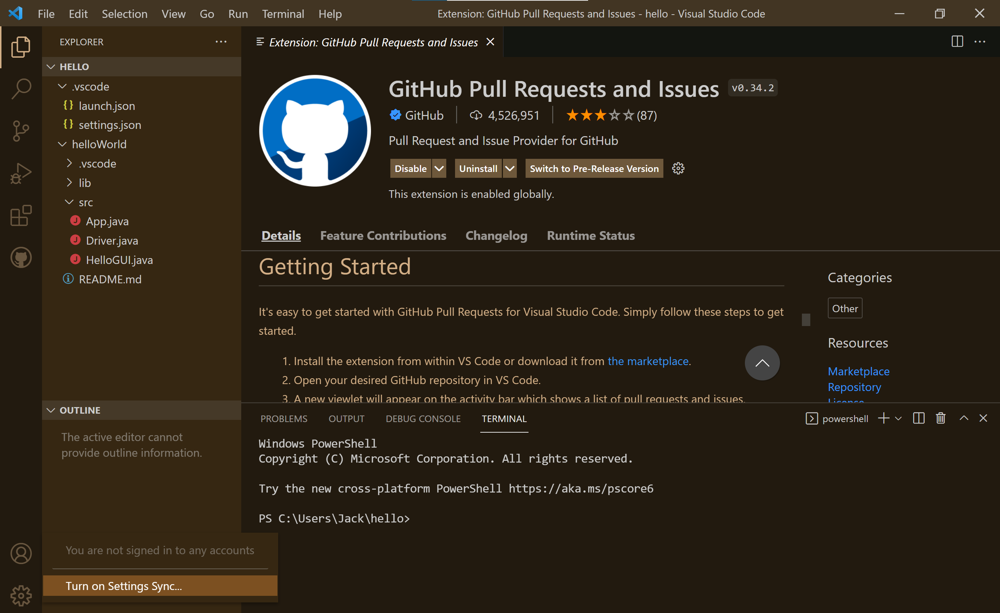 File Edit Selection View Go Run Terminal Help
Extension: GitHub Pull Requests and Issues - hello - Visual Studio Code
EXPLORER
HELLO
.vscode
{} launch.json
{} settings.json
helloWorld
.vscode
lib
src
J App.java
J Driver.java
J HelloGUI.java
README.md
OUTLINE
The active editor cannot
provide outline information.
You are not signed in to any accounts
Turn on Settings Sync...
Extension: GitHub Pull Requests and Issues
GitHub Pull Requests and Issues v0.34.2
GitHub 4,526,951 (87)
Pull Request and Issue Provider for GitHub
Disable Uninstall Switch to Pre-Release Version
This extension is enabled globally.
Details Feature Contributions Changelog Runtime Status
Getting Started
It's easy to get started with GitHub Pull Requests for Visual Studio Code. Simply follow these steps to get
started.
1. Install the extension from within VS Code or download it from the marketplace.
2. Open your desired GitHub repository in VS Code.
3. A new viewlet will appear on the activity bar which shows a list of pull requests and issues.
Categories
Other
Resources
Marketplace
Repository
License
PROBLEMS OUTPUT DEBUG CONSOLE TERMINAL
powershell
Windows PowerShell
Copyright (C) Microsoft Corporation. All rights reserved.
Try the new cross-platform PowerShell https://aka.ms/pscore6
PS C:\Users\Jack\hello>